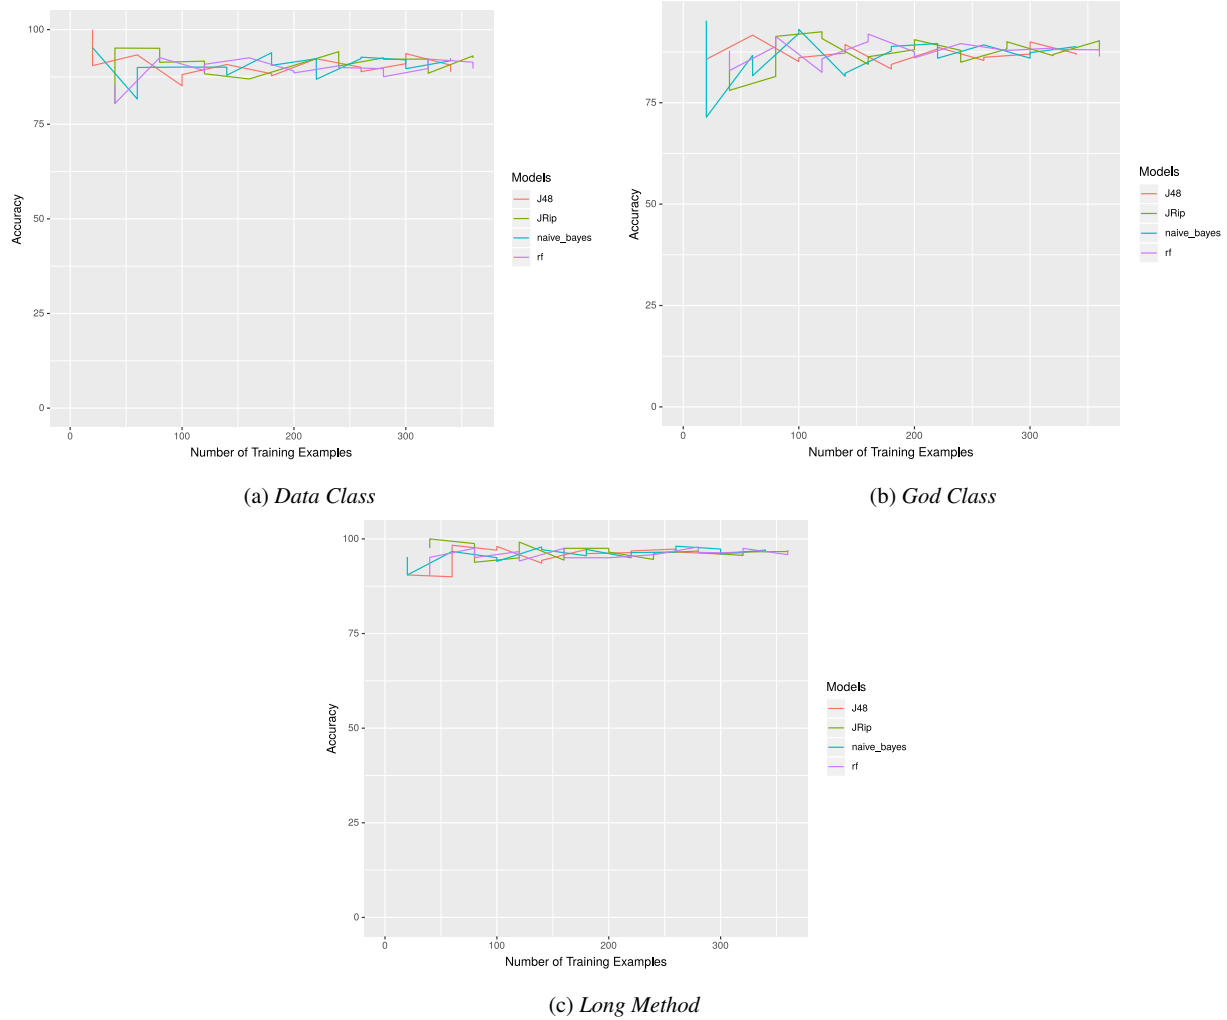 100
75
50
25
0
Accuracy
0 100 200 300
Number of Training Examples
Models
J48
JRip
naive_bayes
rf
(a) Data Class
75
50
25
0
Accuracy
0 100 200 300
Number of Training Examples
Models
J48
JRip
naive_bayes
rf
(b) God Class
100
75
50
25
0
Accuracy
0 100 200 300
Number of Training Examples
Models
J48
JRip
naive_bayes
rf
(c) Long Method